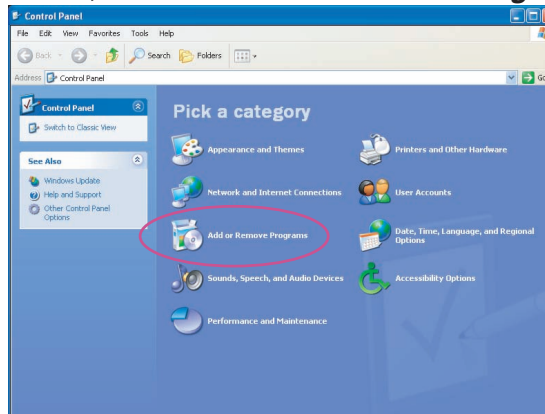 Control Panel
File Edit View Favorites Tools Help
Back Search Folders
Address Control Panel Go
Control Panel
Switch to Classic View
See Also
Windows Update
Help and Support
Other Control Panel
Options
Pick a category
Appearance and Themes
Printers and Other Hardware
Network and Internet Connections
User Accounts
Add or Remove Programs
Date, Time, Language, and Regional
Options
Sounds, Speech, and Audio Devices
Accessibility Options
Performance and Maintenance